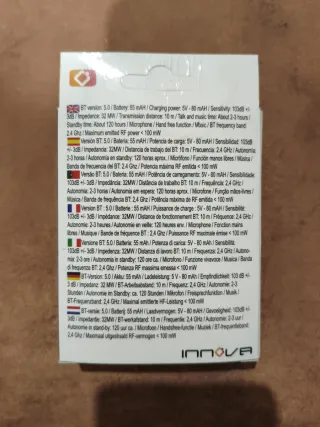 BT version: 5.0 / Battery: 55 mAH / Charging power: 5V - 80 mAH / Sensitivity: 103dB
+/- 3dB / Impedance: 32 MW / Transmission distance: 10 m / Talk and music time: About 2-3 hours /
Standby time: About 120 hours / Microphone / Hand free function / Music / BT frequency band:
2,4 Ghz / Maximum emitted RF power < 100 mW
Versión BT: 5.0 / Batería: 55 mAH / Potencia de carga: 5V - 80 mAH / Sensibilidad:
103dB +/-3dB / Impedancia: 32MW / Distancia de trabajo del BT: 10 m / Frecuencia: 2,4 GHz /
Autonomía: 2-3 horas / Autonomía en standby: 120 horas aprox. / Micrófono / Función manos libres / Música /
Banda de frecuencia del BT: 2,4 GHz / Potencia máxima RF emitida < 100 mW
Versão BT: 5.0 / Bateria: 55 mAH / Potência de carregamento: 5V - 80 mAH / Sensibilidade:
103dB +/-3dB / Impedância: 32MW / Distância de trabalho BT: 10 m / Frequência: 2,4 GHz /
Autonomia: 2-3 horas / Autonomia em espera: 120 horas aprox. / Microfone / Função mãos-livres /
Música / Banda de frequência BT: 2,4 GHz / Potência máxima RF emitida < 100 mW
Version BT: 5.0 / Batterie: 55 mAH / Puissance de charge: 5V - 80 mAH / Sensibilité: 103dB
+/-3dB / Impédance: 32MW / Distance de fonctionnement BT: 10 m / Fréquence: 2,4 GHz /
Autonomie: 2-3 heures / Autonomie en veille: 120 heures env. / Microphone / Fonction mains
libres / Musique / Bande de fréquence BT: 2,4 GHz / Puissance RF maximale émise < 100 mW
Versione BT: 5.0 / Batteria: 55 mAH / Potenza di carica: 5V - 80 mAH / Sensibilità:
103dB +/-3dB / Impedenza: 32MW / Distanza di lavoro BT: 10 m / Frequenza: 2,4 GHz /
Autonomia: 2-3 ore / Autonomia in standby: 120 ore ca. / Microfono / Funzione vivavoce / Musica / Banda
di frequenza BT: 2,4 GHz / Potenza RF massima emessa < 100 mW
BT-Version: 5.0 / Akku: 55 mAH / Ladeleistung: 5V - 80 mAH / Empfindlichkeit: 103 dB
+/- 3dB / Impedanz: 32 MW / BT-Arbeitsabstand: 10 m / Frequenz: 2,4 GHz / Autonomie: 2-3
Stunden / Autonomie im Standby: ca. 120 Stunden / Mikrofon / Freisprechfunktion / Musik /
BT-Frequenzband: 2,4 GHz / Maximal emittierte HF-Leistung < 100 mW
BT-versie: 5.0 / Batterij 55 mAH / Laadvermogen: 5V - 80 mAH / Gevoeligheid: 103 dB
+/- 3dB / Impedantie: 32 MW / BT-werkafstand: 10 m / Frequentie: 2,4 GHz / Autonomie: 2-3 uur /
Autonomie in stand-by: 120 uur ca. / Microfoon / Handsfree-functie / Muziek / BT-frequentieband:
2,4 GHz / Maximaal uitgestraald RF-vermogen < 100 mW
INNOVA